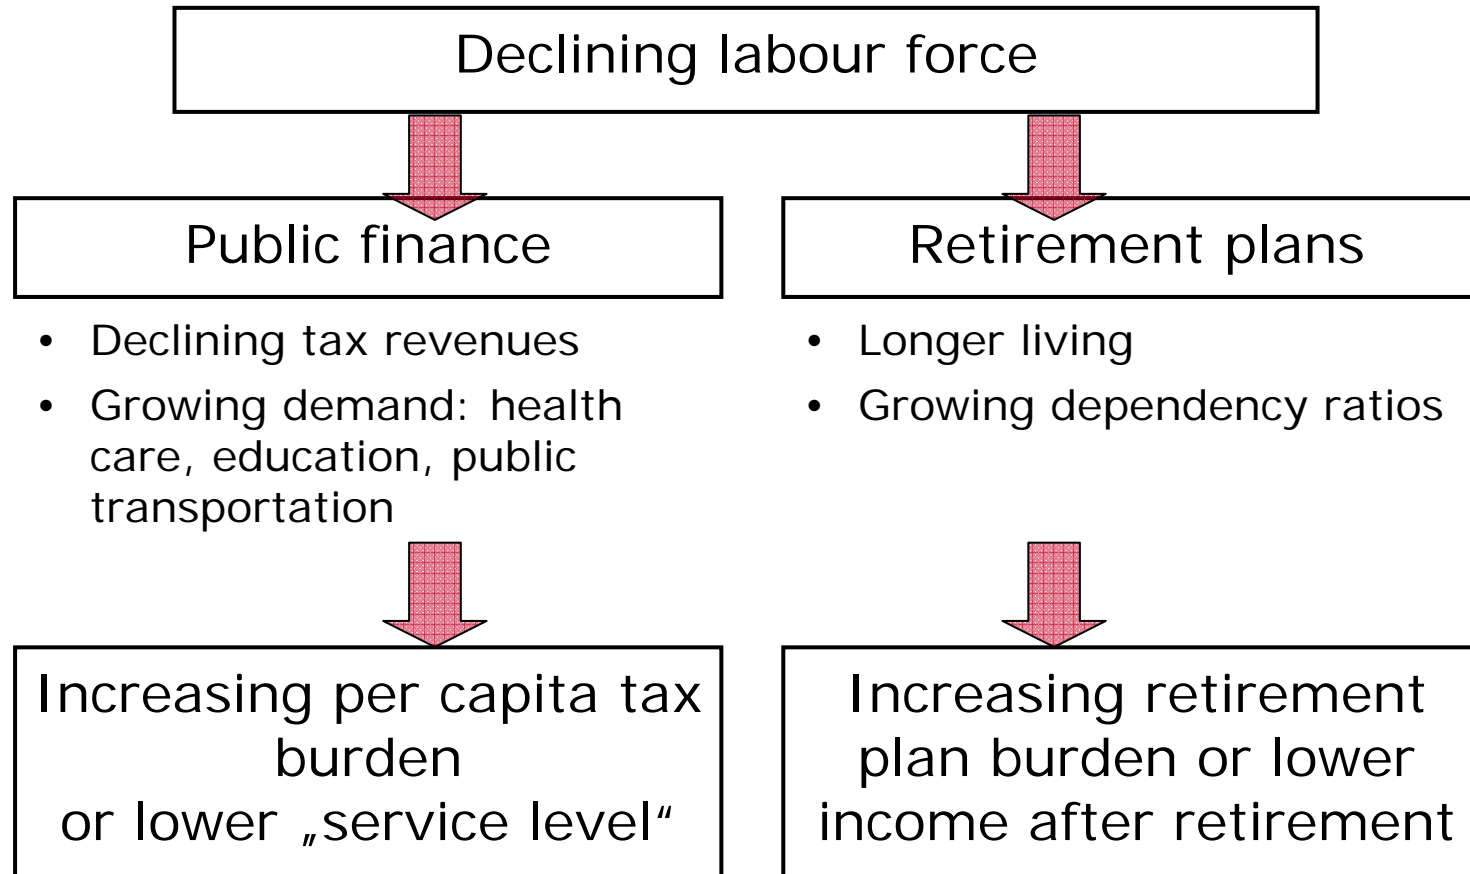 Declining labour force
Public finance
• Declining tax revenues
• Growing demand: health
care, education, public
transportation
Increasing per capita tax
burden
or lower „service level“
Retirement plans
• Longer living
• Growing dependency ratios
Increasing retirement
plan burden or lower
income after retirement